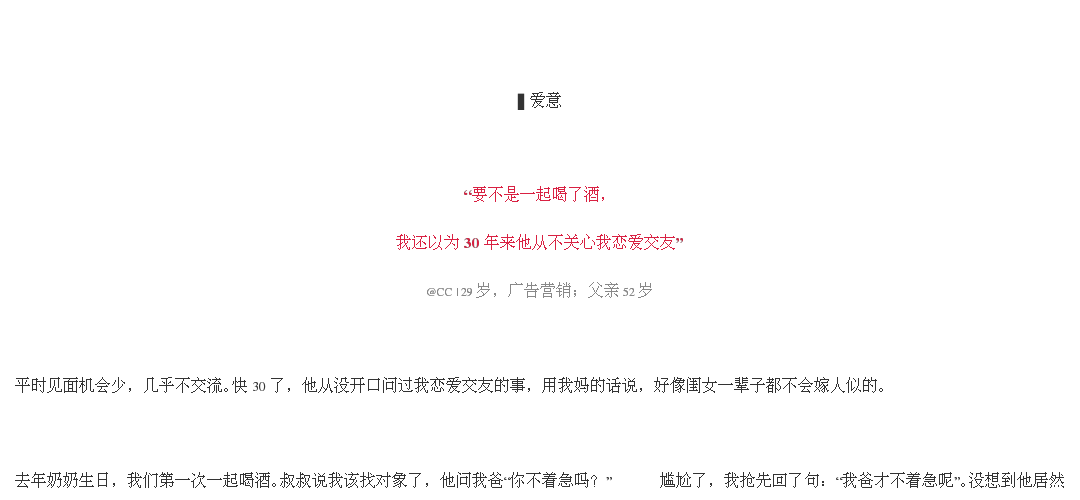 ▌爱意
“要不是一起喝了酒，
我还以为 30 年来他从不关心我恋爱交友”
@CC | 29 岁，广告营销；父亲 52 岁
平时见面机会少，几乎不交流。快 30 了，他从没开口问过我恋爱交友的事，用我妈的话说，好像闺女一辈子都不会嫁人似的。
去年奶奶生日，我们第一次一起喝酒。叔叔说我该找对象了，他问我爸“你不着急吗？” 尴尬了，我抢先回了句：“我爸才不着急呢”。没想到他居然